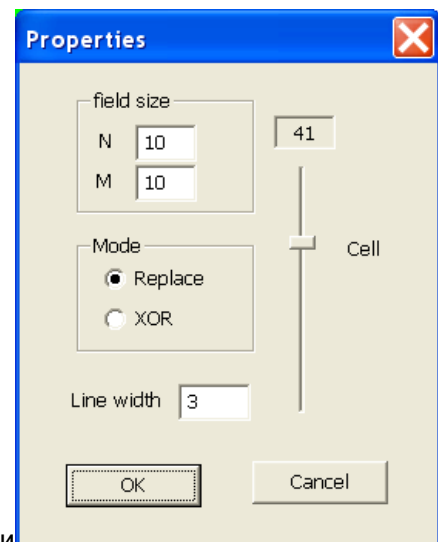 Properties
field size
N 10
M 10
41
Mode
Replace
XOR
Cell
Line width 3
OK
Cancel
и